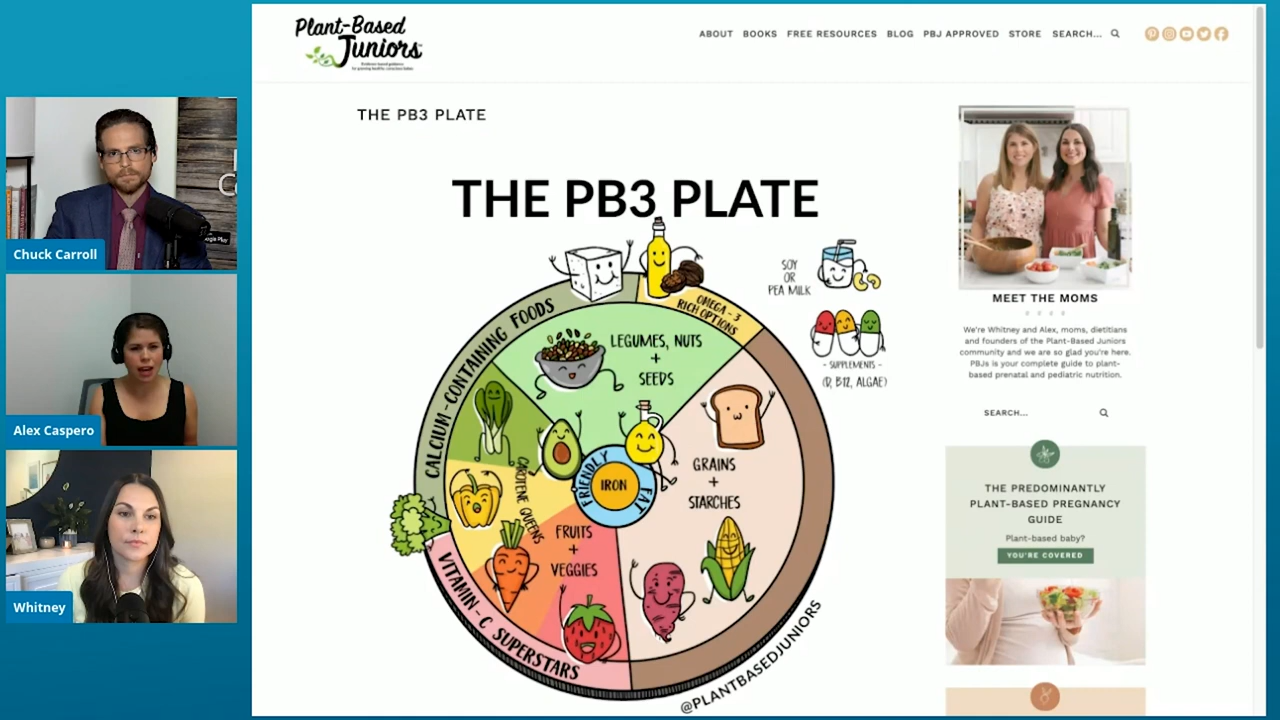 Plant-Based
Juniors
ABOUT BOOKS FREE RESOURCES BLOG PBJ APPROVED STORE SEARCH...
THE PB3 PLATE
THE PB3 PLATE
SOY
OR
PEA MILK
- SUPPLEMENTS -
(D, B12, ALGAE)
CALCIUM-CONTAINING FOODS
OMEGA-3
RICH OPTIONS
LEGUMES, NUTS
+
SEEDS
GRAINS
+
STARCHES
FRIENDLY FAT
IRON
CAROTENE QUEENS
FRUITS
+
VEGGIES
VITAMIN-C SUPERSTARS
@PLANTBASEDJUNIORS
MEET THE MOMS
We're Whitney and Alex, moms, dietitians
and founders of the Plant-Based Juniors
community and we are so glad you're here.
PBJs is your complete guide to plant-
based prenatal and pediatric nutrition.
SEARCH...
THE PREDOMINANTLY
PLANT-BASED PREGNANCY
GUIDE
Plant-based baby?
YOU'RE COVERED
Chuck Carroll
Google Play
Alex Caspero
Whitney